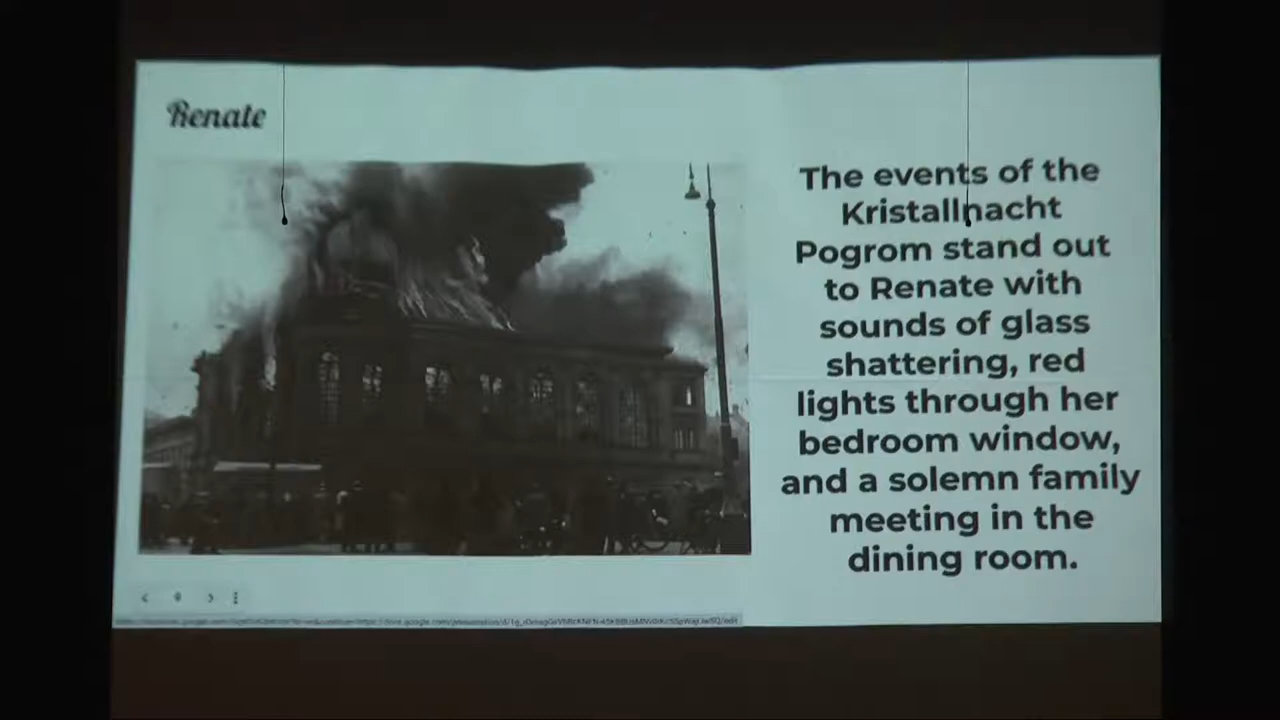 Renate
The events of the
Kristallnacht
Pogrom stand out
to Renate with
sounds of glass
shattering, red
lights through her
bedroom window,
and a solemn family
meeting in the
dining room.